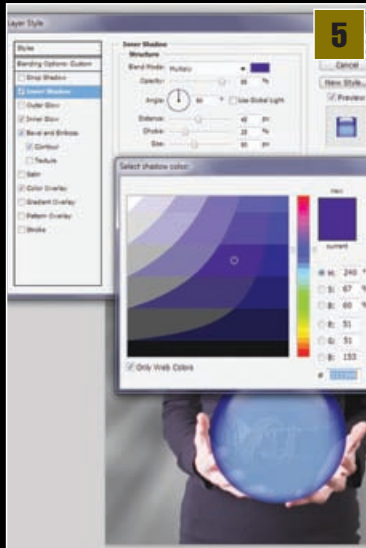 5
Layer Style
Styles
Blending Options: Custom
Drop Shadow
Inner Shadow
Outer Glow
Inner Glow
Bevel and Emboss
Contour
Texture
Satin
Color Overlay
Gradient Overlay
Pattern Overlay
Stroke
Inner Shadow
Structure
Blend Mode: Multiply
Opacity: %
Angle: ° Use Global Light
Distance: px
Choke: %
Size: px
Cancel
New Style...
Preview
Select shadow color:
new
current
H: 240 °
S: 67 %
B: 60 %
R: 51
G: 51
B: 153
#
Only Web Colors